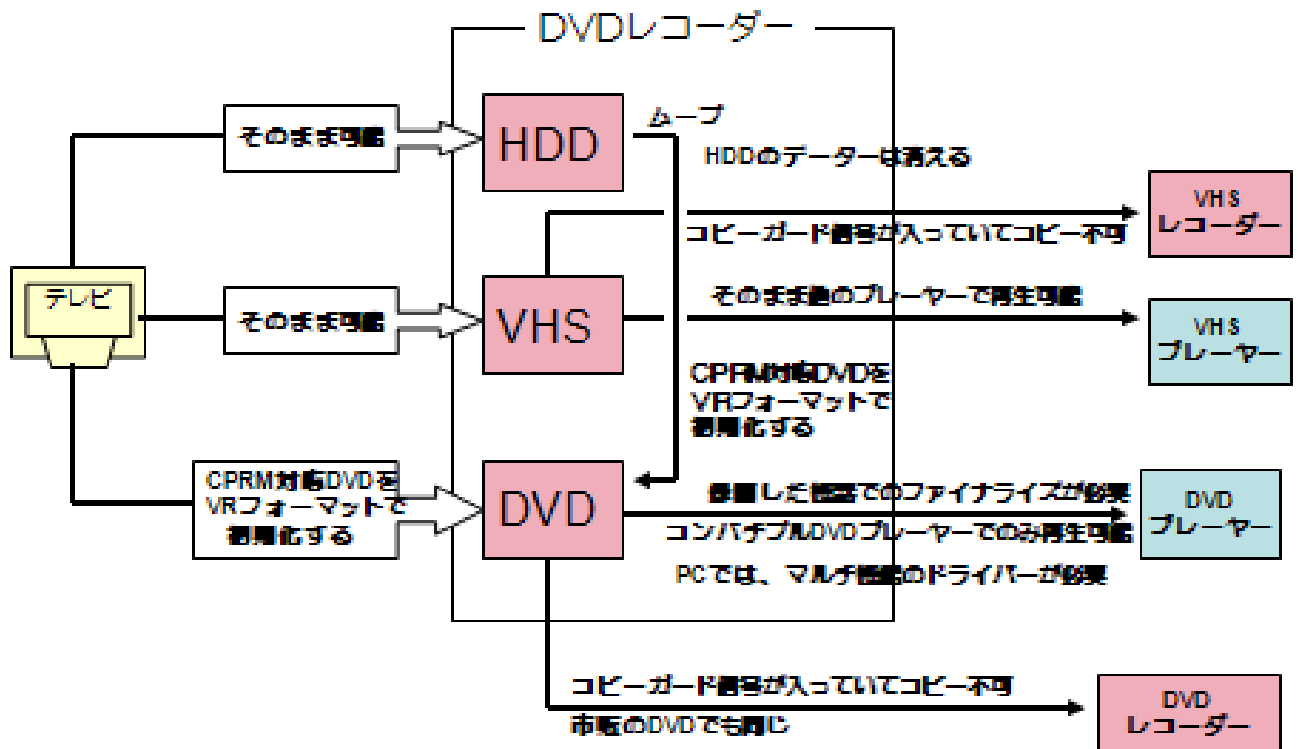 DVDレコーダー
そのまま可能
HDD
ムーブ
HDDのデーターは消える
VHS
レコーダー
コピーガード信号が入っていてコピー不可
テレビ
そのまま可能
VHS
そのまま他のプレーヤーで再生可能
VHS
プレーヤー
CPRM対応DVDを
VRフォーマットで
初期化する
CPRM対応DVDを
VRフォーマットで
初期化する
DVD
録画した機器でのファイナライズが必要
コンパチブルDVDプレーヤーでのみ再生可能
PCでは、マルチ機能のドライバーが必要
DVD
プレーヤー
コピーガード信号が入っていてコピー不可
市販のDVDでも同じ
DVD
レコーダー